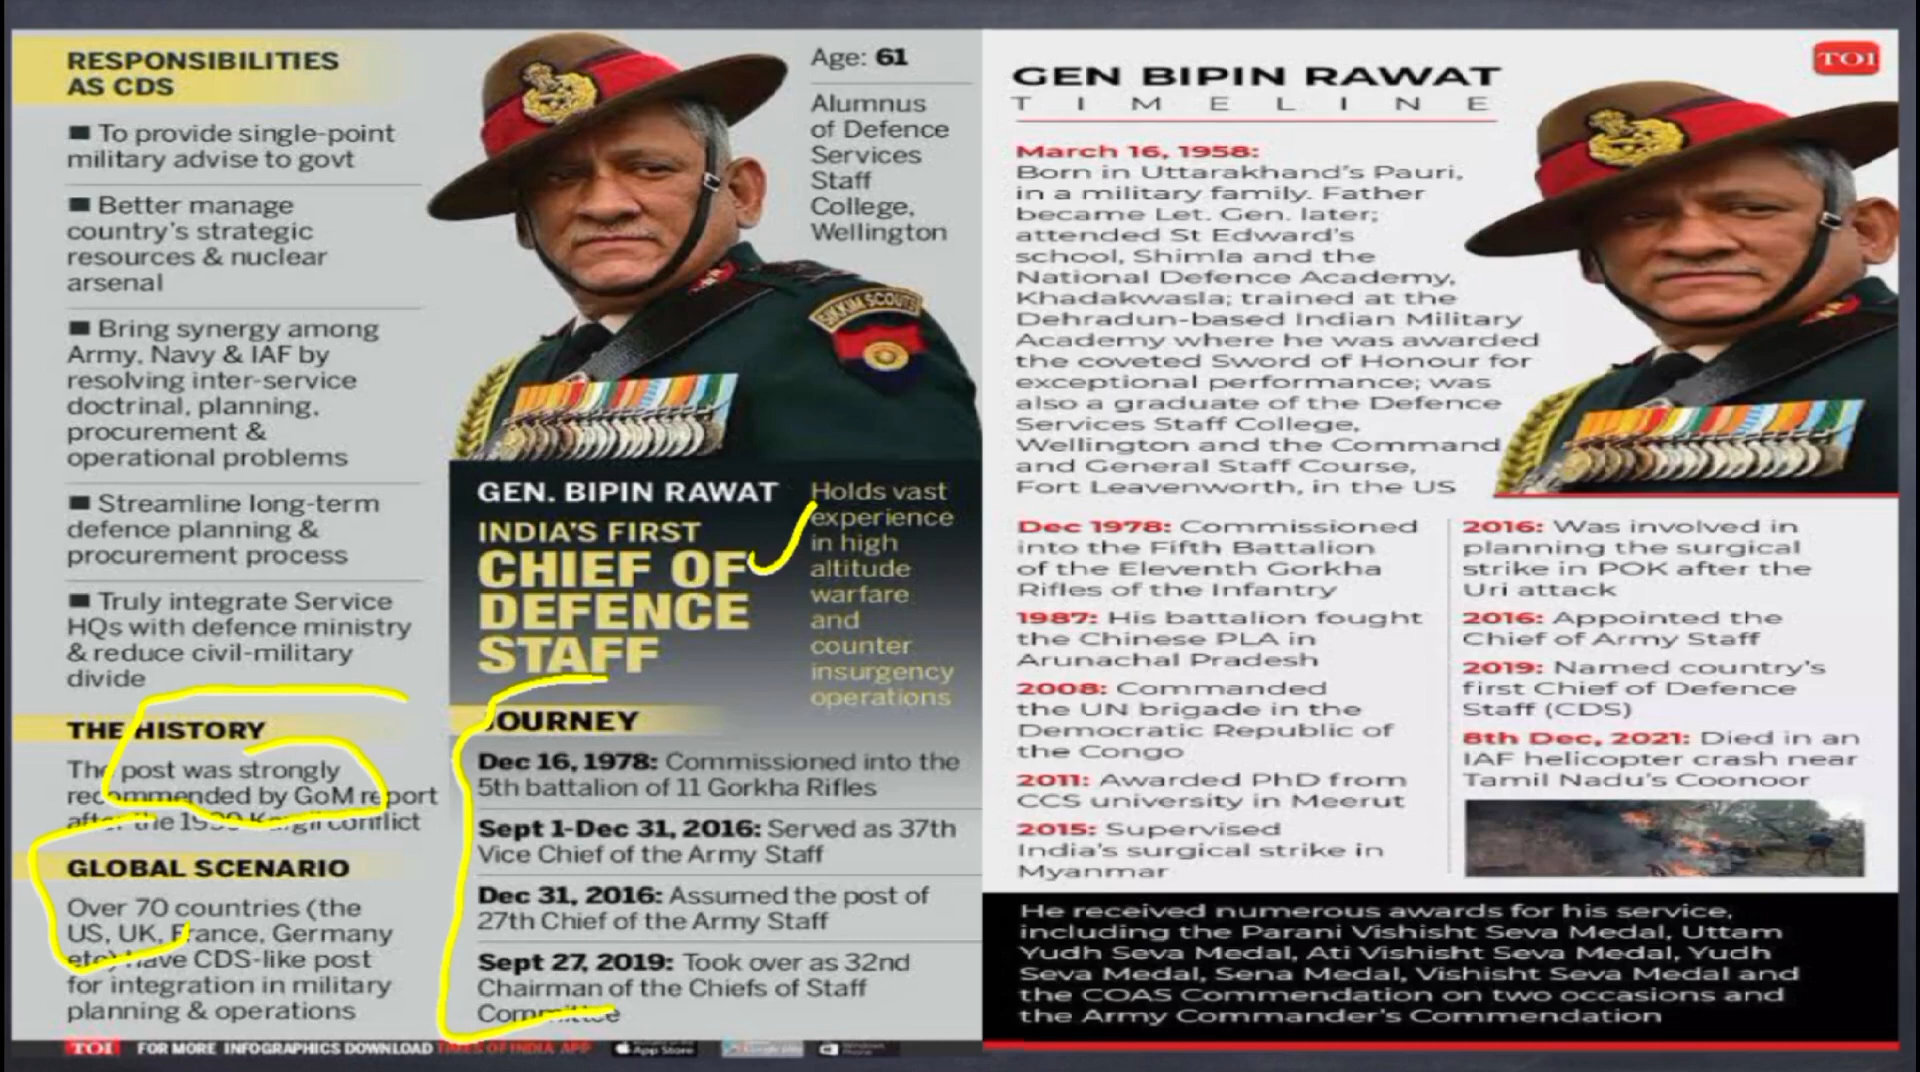 RESPONSIBILITIES
AS CDS
To provide single-point
military advise to govt
Better manage
country's strategic
resources & nuclear
arsenal
Bring synergy among
Army, Navy & IAF by
resolving inter-service
doctrinal, planning,
procurement &
operational problems
Streamline long-term
defence planning &
procurement process
Truly integrate Service
HQs with defence ministry
& reduce civil-military
divide
THE HISTORY
The post was strongly
recommended by GoM report
after the 1999 Kargil conflict
GLOBAL SCENARIO
Over 70 countries (the
US, UK, France, Germany
etc) have CDS-like post
for integration in military
planning & operations
Age: 61
Alumnus
of Defence
Services
Staff
College,
Wellington
SIKKIM SCOUTS
GEN. BIPIN RAWAT
INDIA'S FIRST
CHIEF OF
DEFENCE
STAFF
Holds vast
experience
in high
altitude
warfare
and
counter
insurgency
operations
JOURNEY
Dec 16, 1978: Commissioned into the
5th battalion of 11 Gorkha Rifles
Sept 1-Dec 31, 2016: Served as 37th
Vice Chief of the Army Staff
Dec 31, 2016: Assumed the post of
27th Chief of the Army Staff
Sept 27, 2019: Took over as 32nd
Chairman of the Chiefs of Staff
Committee
TOI FOR MORE INFOGRAPHICS DOWNLOAD TIMES OF INDIA APP App Store Google play Windows Phone
TOI
GEN BIPIN RAWAT
TIMELINE
March 16, 1958:
Born in Uttarakhand's Pauri,
in a military family. Father
became Let. Gen. later;
attended St Edward's
school, Shimla and the
National Defence Academy,
Khadakwasla; trained at the
Dehradun-based Indian Military
Academy where he was awarded
the coveted Sword of Honour for
exceptional performance; was
also a graduate of the Defence
Services Staff College,
Wellington and the Command
and General Staff Course,
Fort Leavenworth, in the US
Dec 1978: Commissioned
into the Fifth Battalion
of the Eleventh Gorkha
Rifles of the Infantry
1987: His battalion fought
the Chinese PLA in
Arunachal Pradesh
2008: Commanded
the UN brigade in the
Democratic Republic of
the Congo
2011: Awarded PhD from
CCS university in Meerut
2015: Supervised
India's surgical strike in
Myanmar
2016: Was involved in
planning the surgical
strike in POK after the
Uri attack
2016: Appointed the
Chief of Army Staff
2019: Named country's
first Chief of Defence
Staff (CDS)
8th Dec, 2021: Died in an
IAF helicopter crash near
Tamil Nadu's Coonoor
He received numerous awards for his service,
including the Parani Vishisht Seva Medal, Uttam
Yudh Seva Medal, Ati Vishisht Seva Medal, Yudh
Seva Medal, Sena Medal, Vishisht Seva Medal and
the COAS Commendation on two occasions and
the Army Commander's Commendation